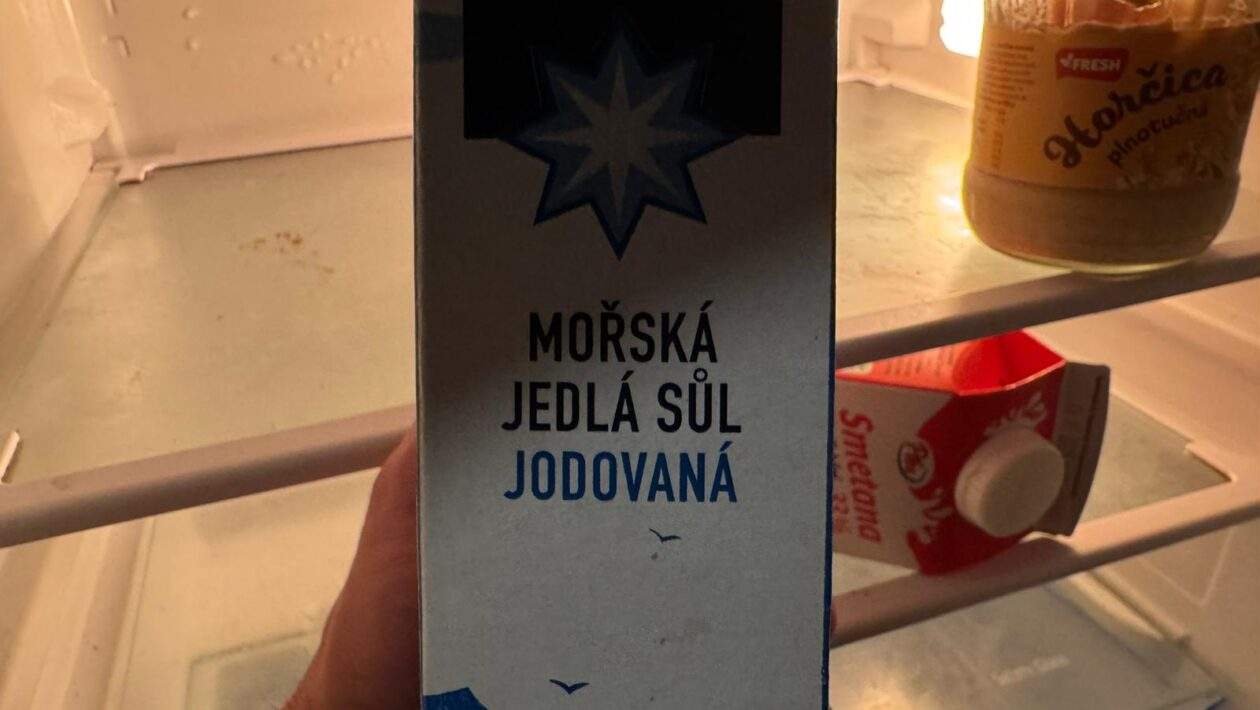 MOŘSKÁ
JEDLÁ SŮL
JODOVANÁ
FRESH
Horčica
plnotučná
Smetana